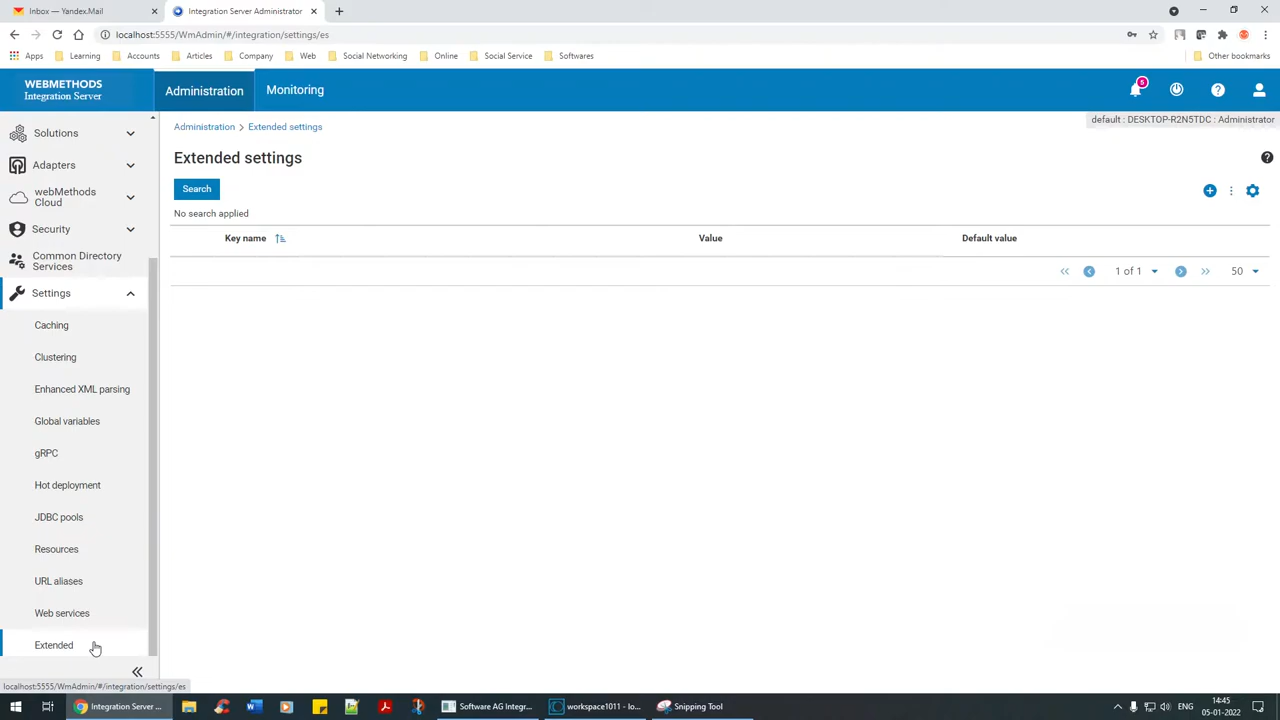 Inbox — Yandex.Mail
Integration Server Administrator
localhost:5555/WmAdmin/#/integration/settings/es
Apps
Learning
Accounts
Articles
Company
Web
Social Networking
Online
Social Service
Softwares
Other bookmarks
WEBMETHODS
Integration Server
Administration
Monitoring
5
default : DESKTOP-R2N5TDC : Administrator
Solutions
Adapters
webMethods
Cloud
Security
Common Directory
Services
Settings
Caching
Clustering
Enhanced XML parsing
Global variables
gRPC
Hot deployment
JDBC pools
Resources
URL aliases
Web services
Extended
Administration > Extended settings
Extended settings
Search
No search applied
Key name
Value
Default value
1 of 1
50
localhost:5555/WmAdmin/#/integration/settings/es
Integration Server ...
Software AG Integr...
workspace1011 - lo...
Snipping Tool
ENG
14:45
05-01-2022